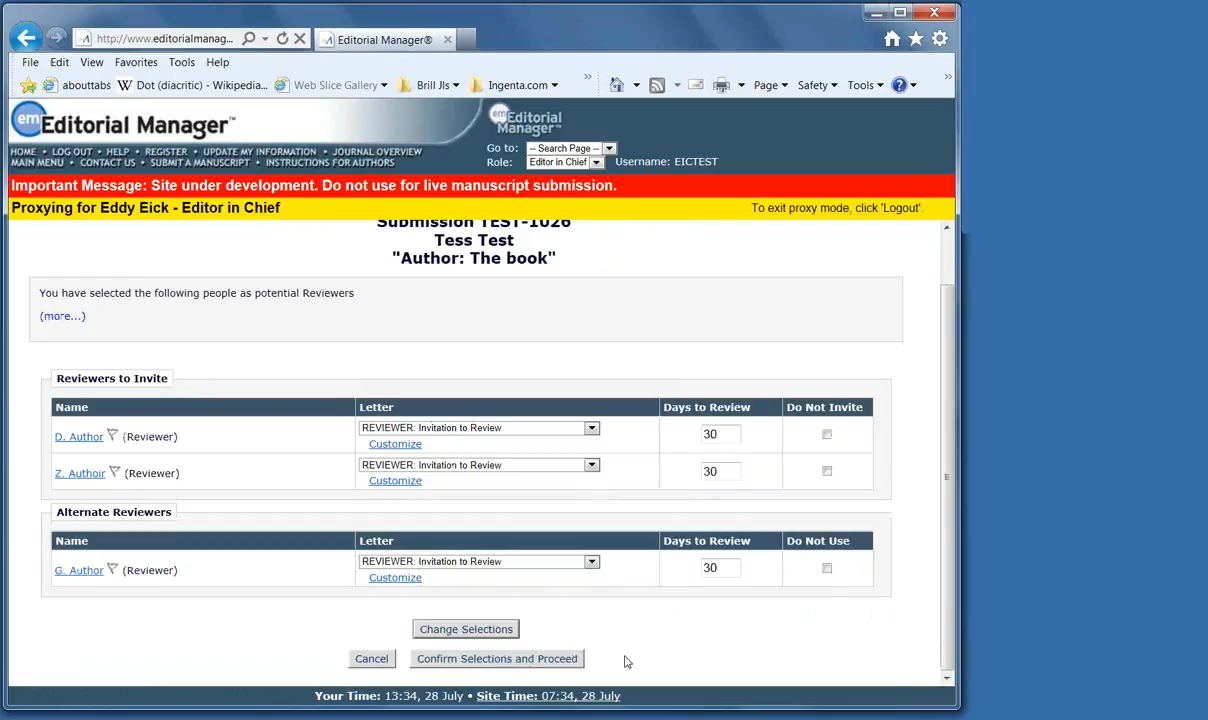 http://www.editorialmanag...
Editorial Manager®
File Edit View Favorites Tools Help
abouttabs
Dot (diacritic) - Wikipedia...
Web Slice Gallery
Brill Jls
Ingenta.com
Page
Safety
Tools
em Editorial Manager™
em Editorial Manager™
HOME • LOG OUT • HELP • REGISTER • UPDATE MY INFORMATION • JOURNAL OVERVIEW
MAIN MENU • CONTACT US • SUBMIT A MANUSCRIPT • INSTRUCTIONS FOR AUTHORS
Go to: -- Search Page --
Role: Editor in Chief Username: EICTEST
Important Message: Site under development. Do not use for live manuscript submission.
Proxying for Eddy Eick - Editor in Chief To exit proxy mode, click 'Logout'.
Submission TEST-1026
Tess Test
"Author: The book"
You have selected the following people as potential Reviewers
(more...)
Reviewers to Invite
Name Letter Days to Review Do Not Invite
D. Author (Reviewer) REVIEWER: Invitation to Review 30
Customize
Z. Authoir (Reviewer) REVIEWER: Invitation to Review 30
Customize
Alternate Reviewers
Name Letter Days to Review Do Not Use
G. Author (Reviewer) REVIEWER: Invitation to Review 30
Customize
Change Selections
Cancel Confirm Selections and Proceed
Your Time: 13:34, 28 July • Site Time: 07:34, 28 July